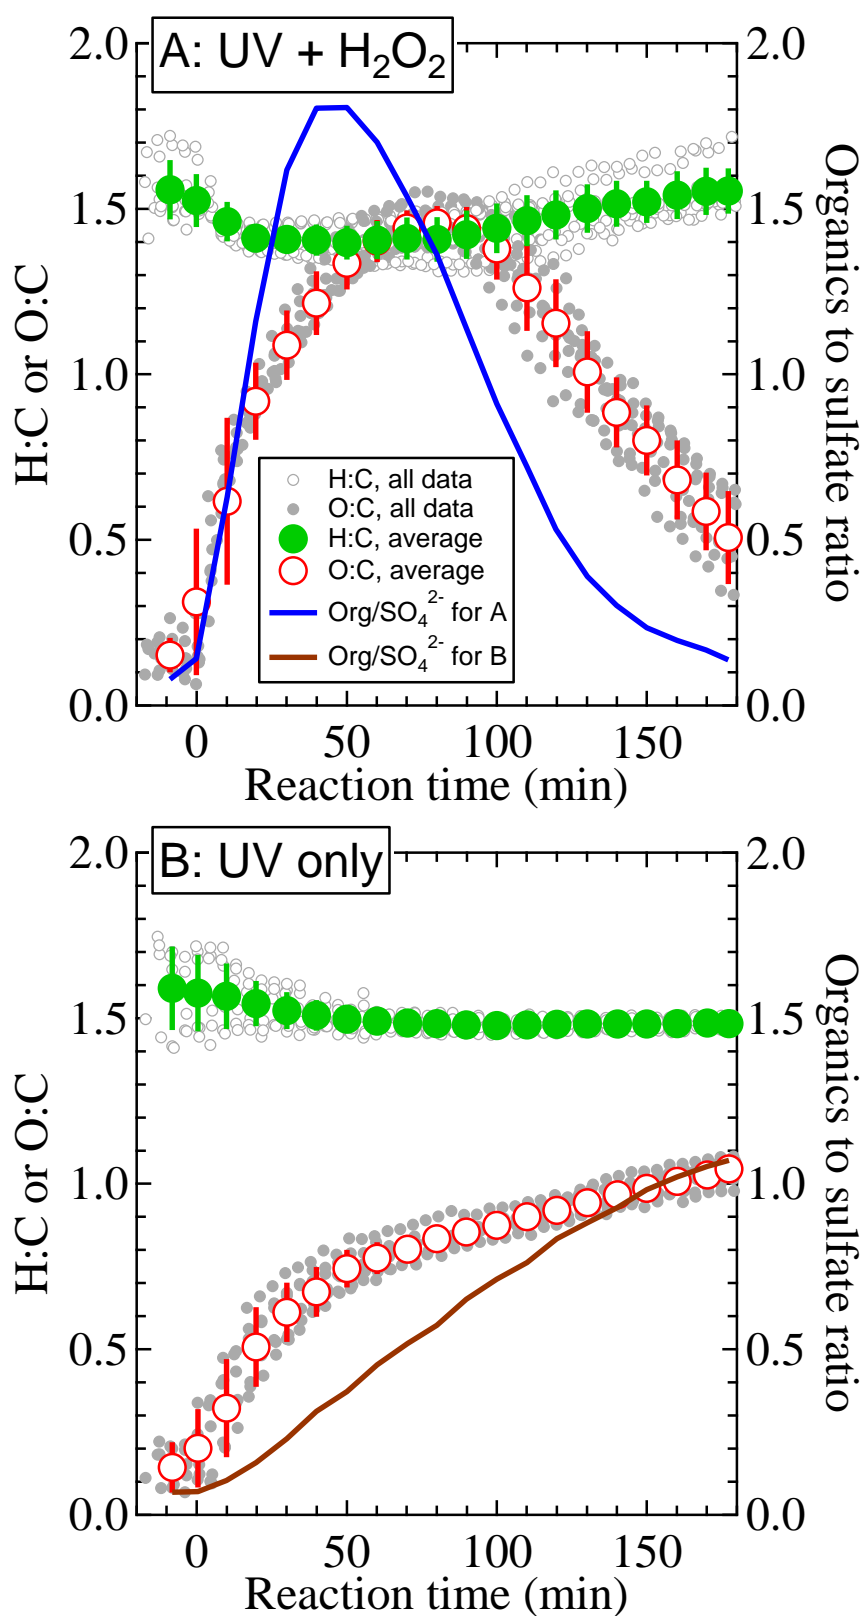 A: UV + H₂O₂
2.0
1.5
1.0
0.5
0.0
H:C or O:C
2.0
1.5
1.0
0.5
0.0
Organics to sulfate ratio
H:C, all data
O:C, all data
H:C, average
O:C, average
Org/SO₄²⁻ for A
Org/SO₄²⁻ for B
0 50 100 150
Reaction time (min)
B: UV only
2.0
1.5
1.0
0.5
0.0
H:C or O:C
2.0
1.5
1.0
0.5
0.0
Organics to sulfate ratio
0 50 100 150
Reaction time (min)